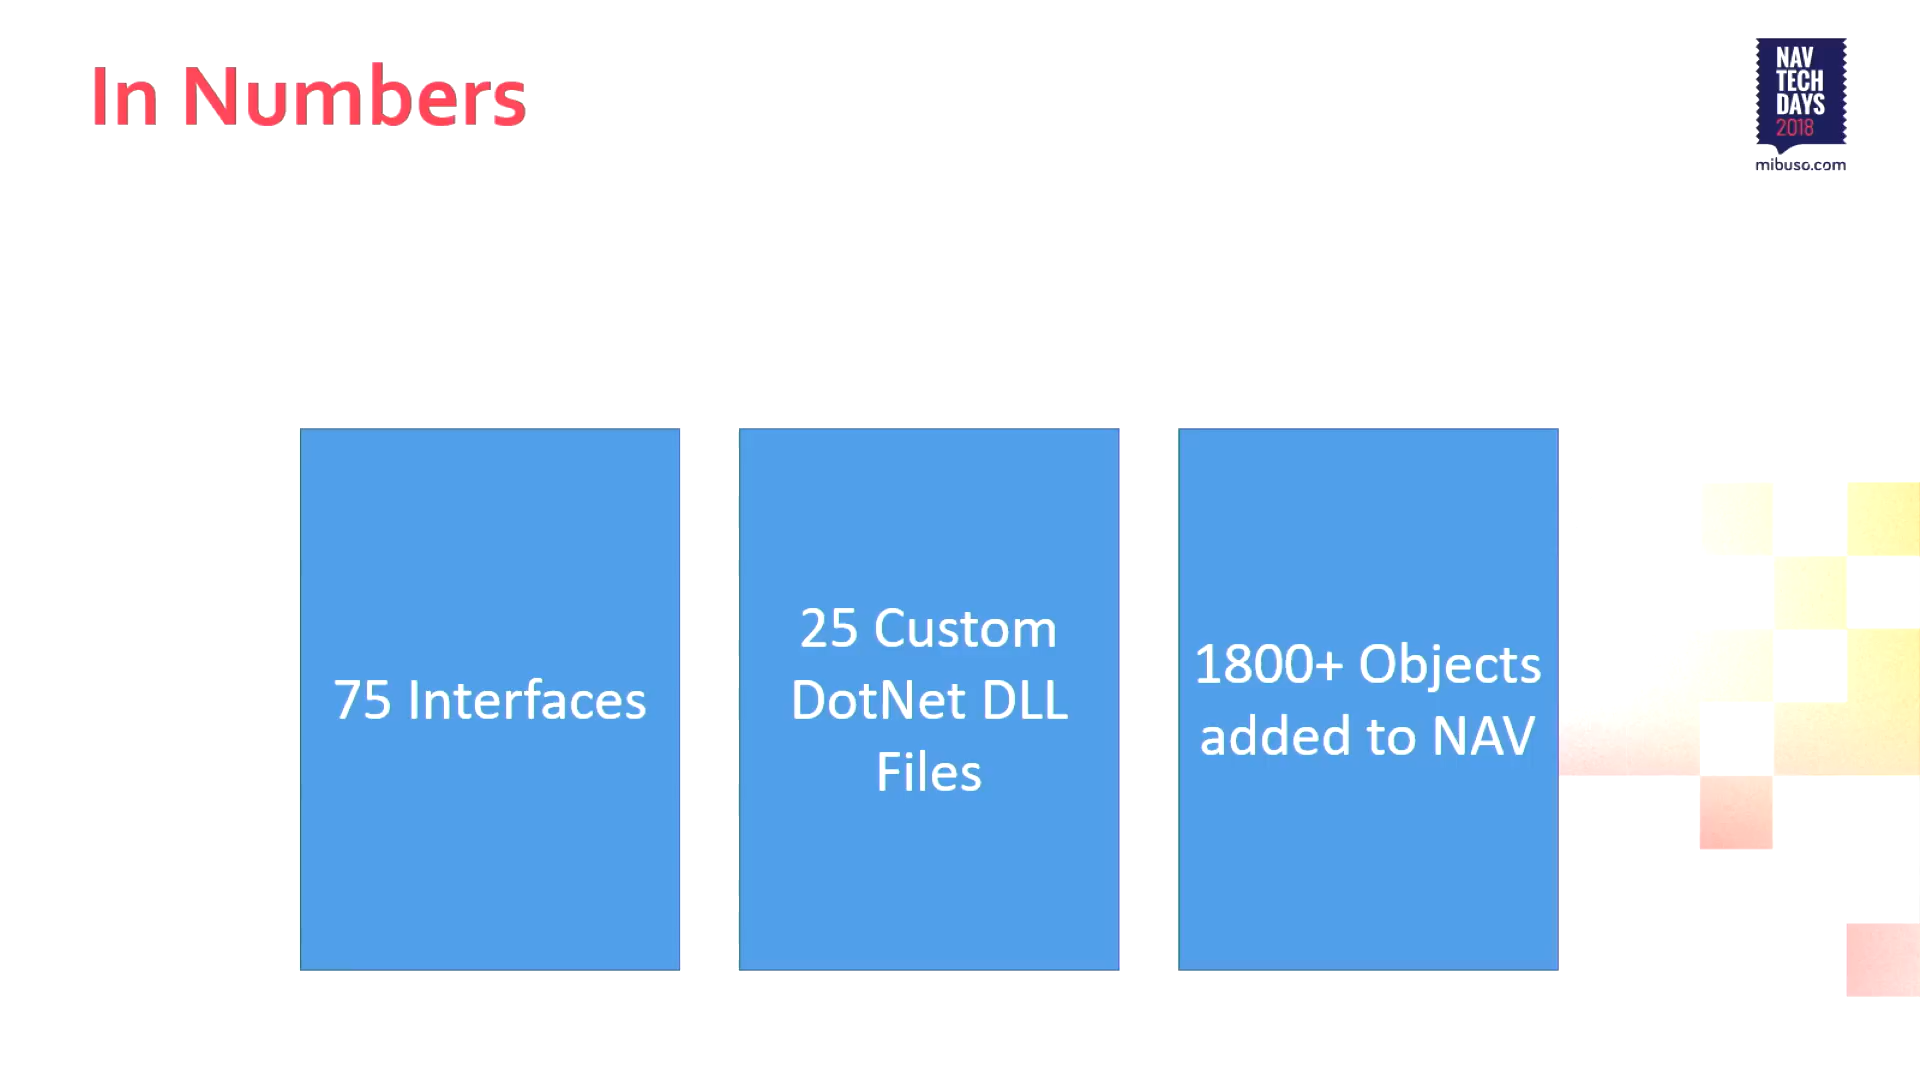 In Numbers
NAV
TECH
DAYS
2018
mibuso.com
75 Interfaces
25 Custom
DotNet DLL
Files
1800+ Objects
added to NAV